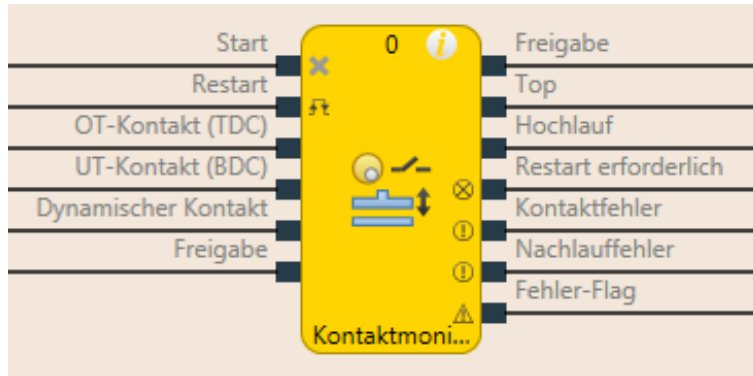 Start
Restart
OT-Kontakt (TDC)
UT-Kontakt (BDC)
Dynamischer Kontakt
Freigabe
0
Kontaktmoni...
Freigabe
Top
Hochlauf
Restart erforderlich
Kontaktfehler
Nachlauffehler
Fehler-Flag